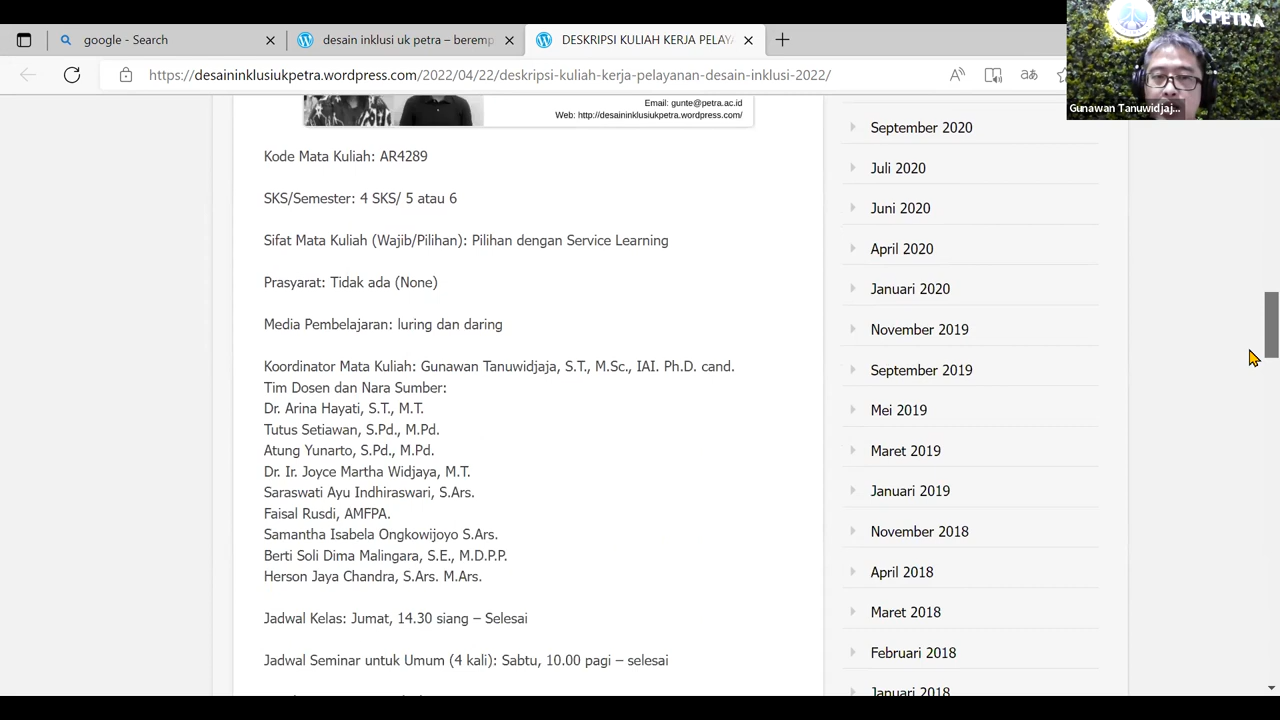 google - Search
desain inklusi uk petra – beremp
DESKRIPSI KULIAH KERJA PELAYA
https://desaininklusiukpetra.wordpress.com/2022/04/22/deskripsi-kuliah-kerja-pelayanan-desain-inklusi-2022/
UK PETRA
Gunawan Tanuwidjaj...
Email: gunte@petra.ac.id
Web: http://desaininklusiukpetra.wordpress.com/
Kode Mata Kuliah: AR4289
SKS/Semester: 4 SKS/ 5 atau 6
Sifat Mata Kuliah (Wajib/Pilihan): Pilihan dengan Service Learning
Prasyarat: Tidak ada (None)
Media Pembelajaran: luring dan daring
Koordinator Mata Kuliah: Gunawan Tanuwidjaja, S.T., M.Sc., IAI. Ph.D. cand.
Tim Dosen dan Nara Sumber:
Dr. Arina Hayati, S.T., M.T.
Tutus Setiawan, S.Pd., M.Pd.
Atung Yunarto, S.Pd., M.Pd.
Dr. Ir. Joyce Martha Widjaja, M.T.
Saraswati Ayu Indhiraswari, S.Ars.
Faisal Rusdi, AMFPA.
Samantha Isabela Ongkowijoyo S.Ars.
Berti Soli Dima Malingara, S.E., M.D.P.P.
Herson Jaya Chandra, S.Ars. M.Ars.
Jadwal Kelas: Jumat, 14.30 siang – Selesai
Jadwal Seminar untuk Umum (4 kali): Sabtu, 10.00 pagi – selesai
September 2020
Juli 2020
Juni 2020
April 2020
Januari 2020
November 2019
September 2019
Mei 2019
Maret 2019
Januari 2019
November 2018
April 2018
Maret 2018
Februari 2018
Januari 2018